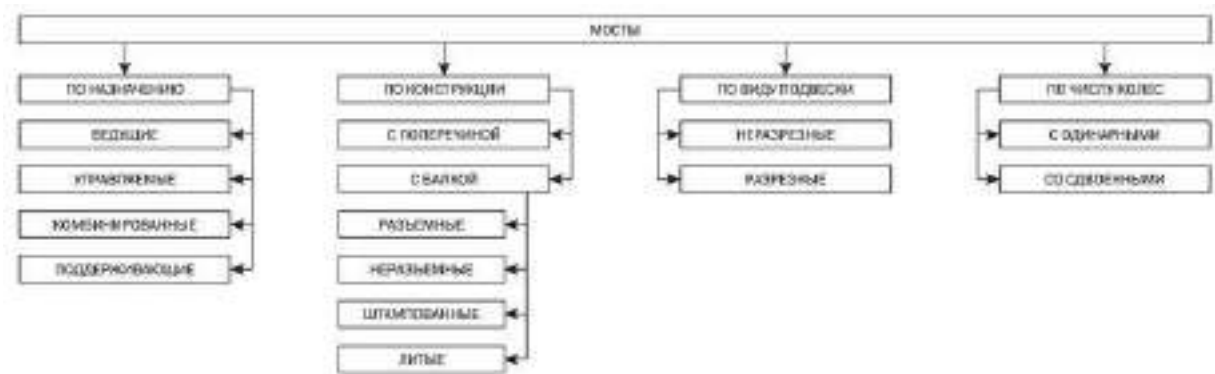 МОСТЫ
ПО НАЗНАЧЕНИЮ
ВЕДУЩИЕ
УПРАВЛЯЕМЫЕ
КОМБИНИРОВАННЫЕ
ПОДДЕРЖИВАЮЩИЕ
ПО КОНСТРУКЦИИ
С ПОПЕРЕЧИНОЙ
С БАЛКОЙ
РАЗЪЕМНЫЕ
НЕРАЗЪЕМНЫЕ
ШТАМПОВАННЫЕ
ЛИТЫЕ
ПО ВИДУ ПОДВЕСКИ
НЕРАЗРЕЗНЫЕ
РАЗРЕЗНЫЕ
ПО ЧИСЛУ КОЛЕС
С ОДИНАРНЫМИ
СО СДВОЕННЫМИ